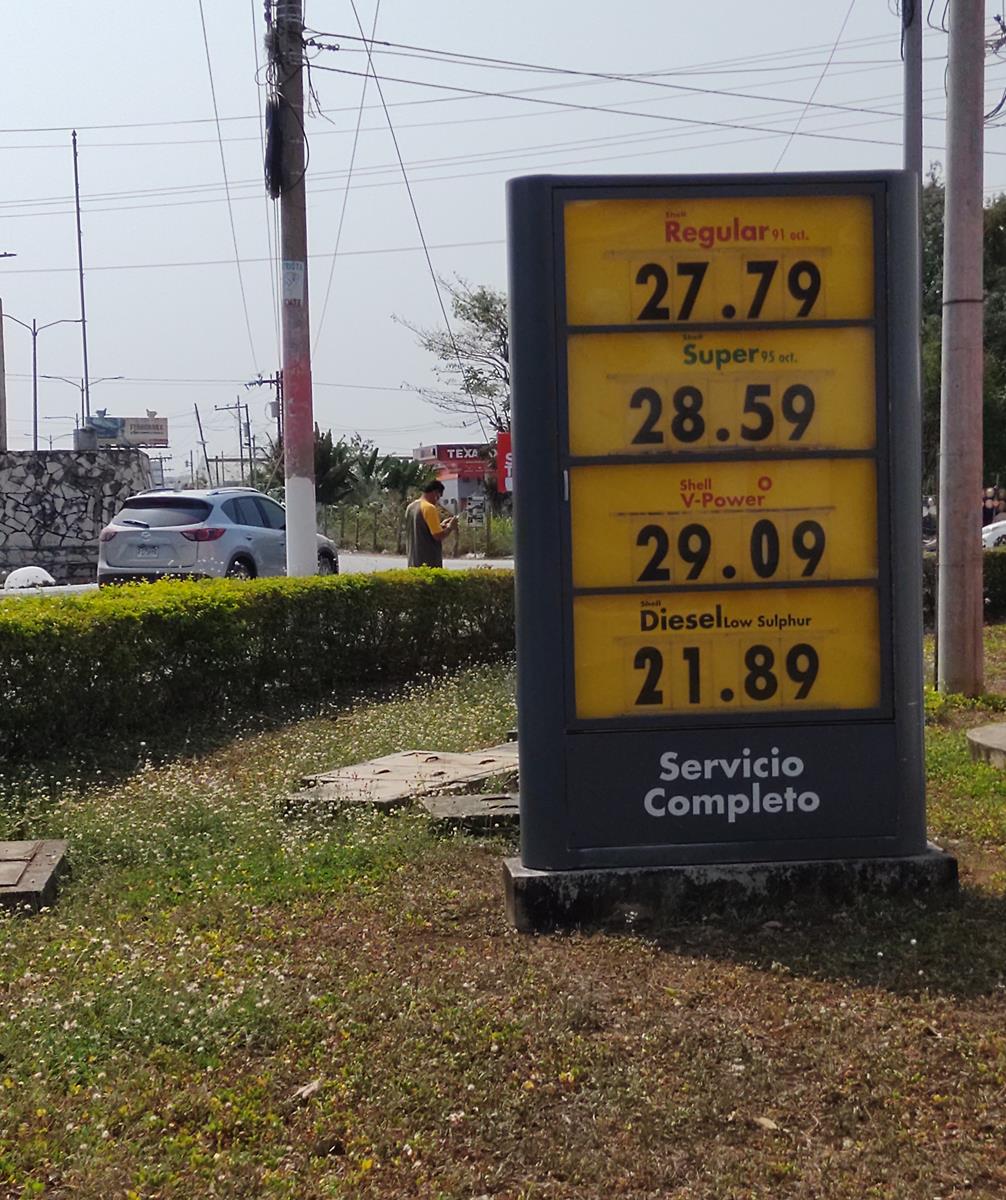 Shell
Regular 91 oct.
27.79
Shell
Super 95 oct.
28.59
Shell
V-Power
29.09
Shell
Diesel Low Sulphur
21.89
Servicio
Completo
TEXA